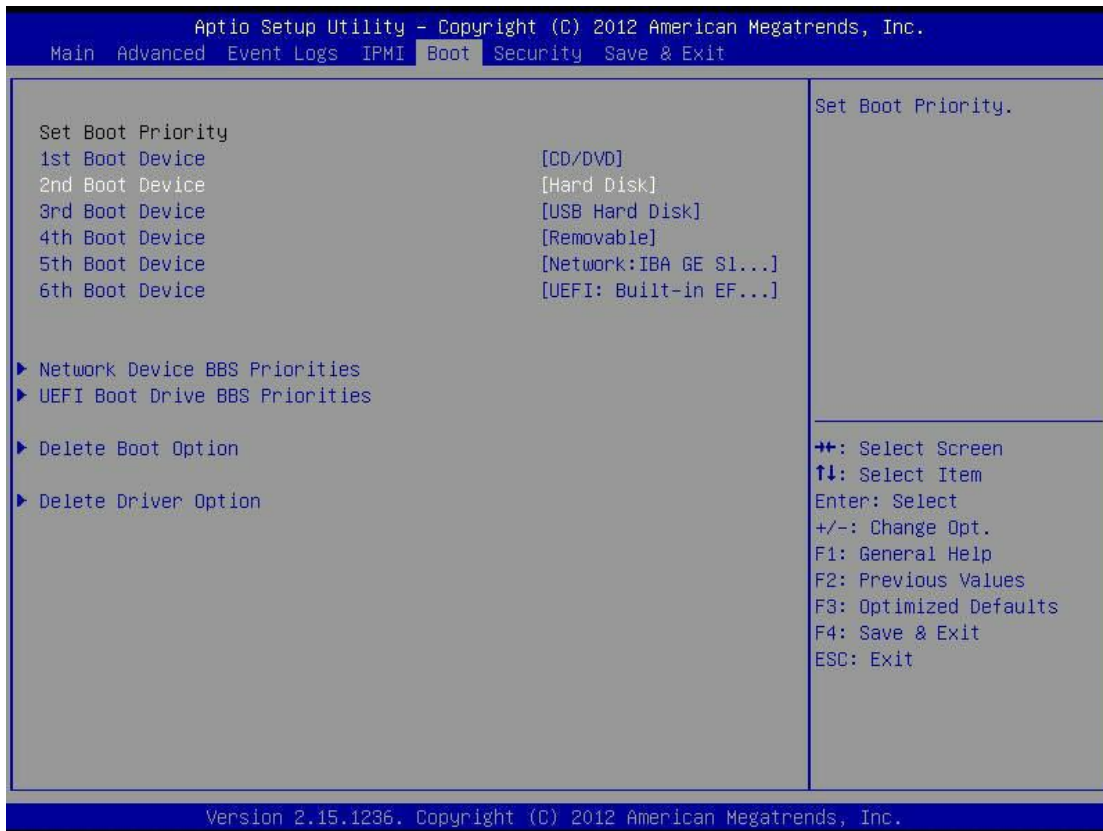 Aptio Setup Utility – Copyright (C) 2012 American Megatrends, Inc.
Main Advanced Event Logs IPMI Boot Security Save & Exit
Set Boot Priority
1st Boot Device [CD/DVD]
2nd Boot Device [Hard Disk]
3rd Boot Device [USB Hard Disk]
4th Boot Device [Removable]
5th Boot Device [Network:IBA GE Sl...]
6th Boot Device [UEFI: Built-in EF...]
▶ Network Device BBS Priorities
▶ UEFI Boot Drive BBS Priorities
▶ Delete Boot Option
▶ Delete Driver Option
Set Boot Priority.
→←: Select Screen
↑↓: Select Item
Enter: Select
+/-: Change Opt.
F1: General Help
F2: Previous Values
F3: Optimized Defaults
F4: Save & Exit
ESC: Exit
Version 2.15.1236. Copyright (C) 2012 American Megatrends, Inc.